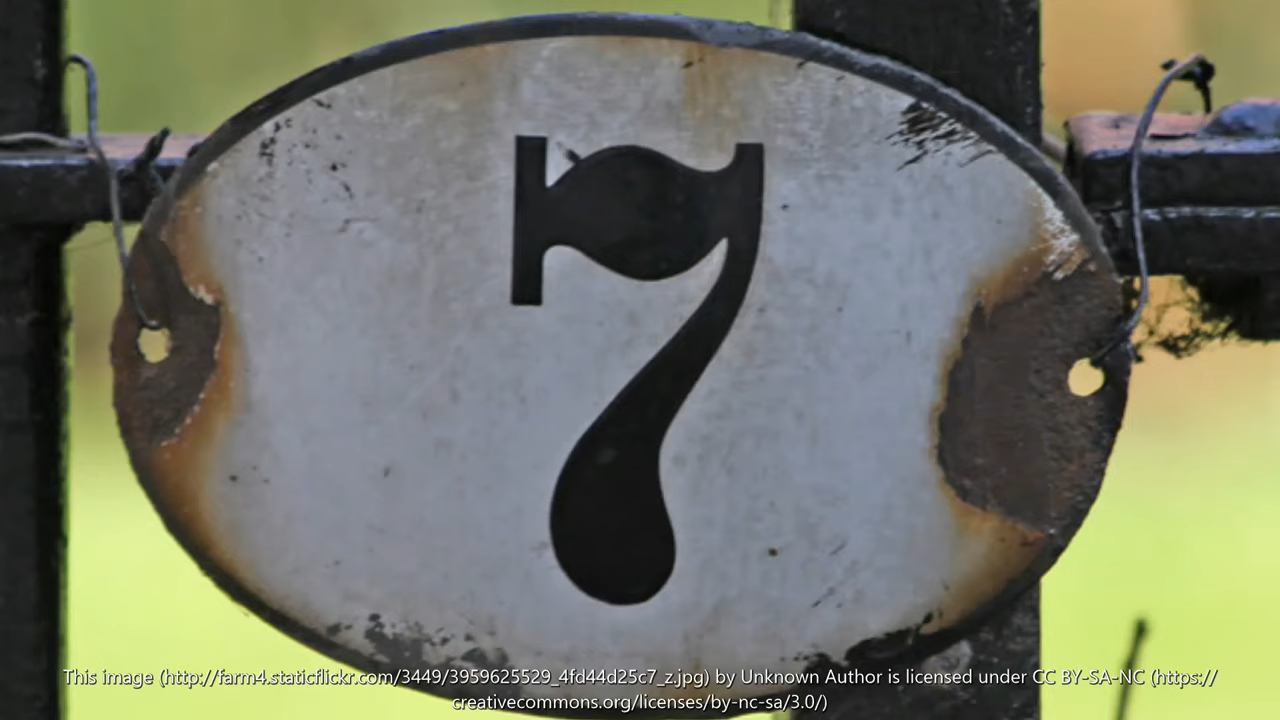 7
This image (http://farm4.staticflickr.com/3449/3959625529_4fd44d25c7_z.jpg) by Unknown Author is licensed under CC BY-SA-NC (https://
creativecommons.org/licenses/by-nc-sa/3.0/)